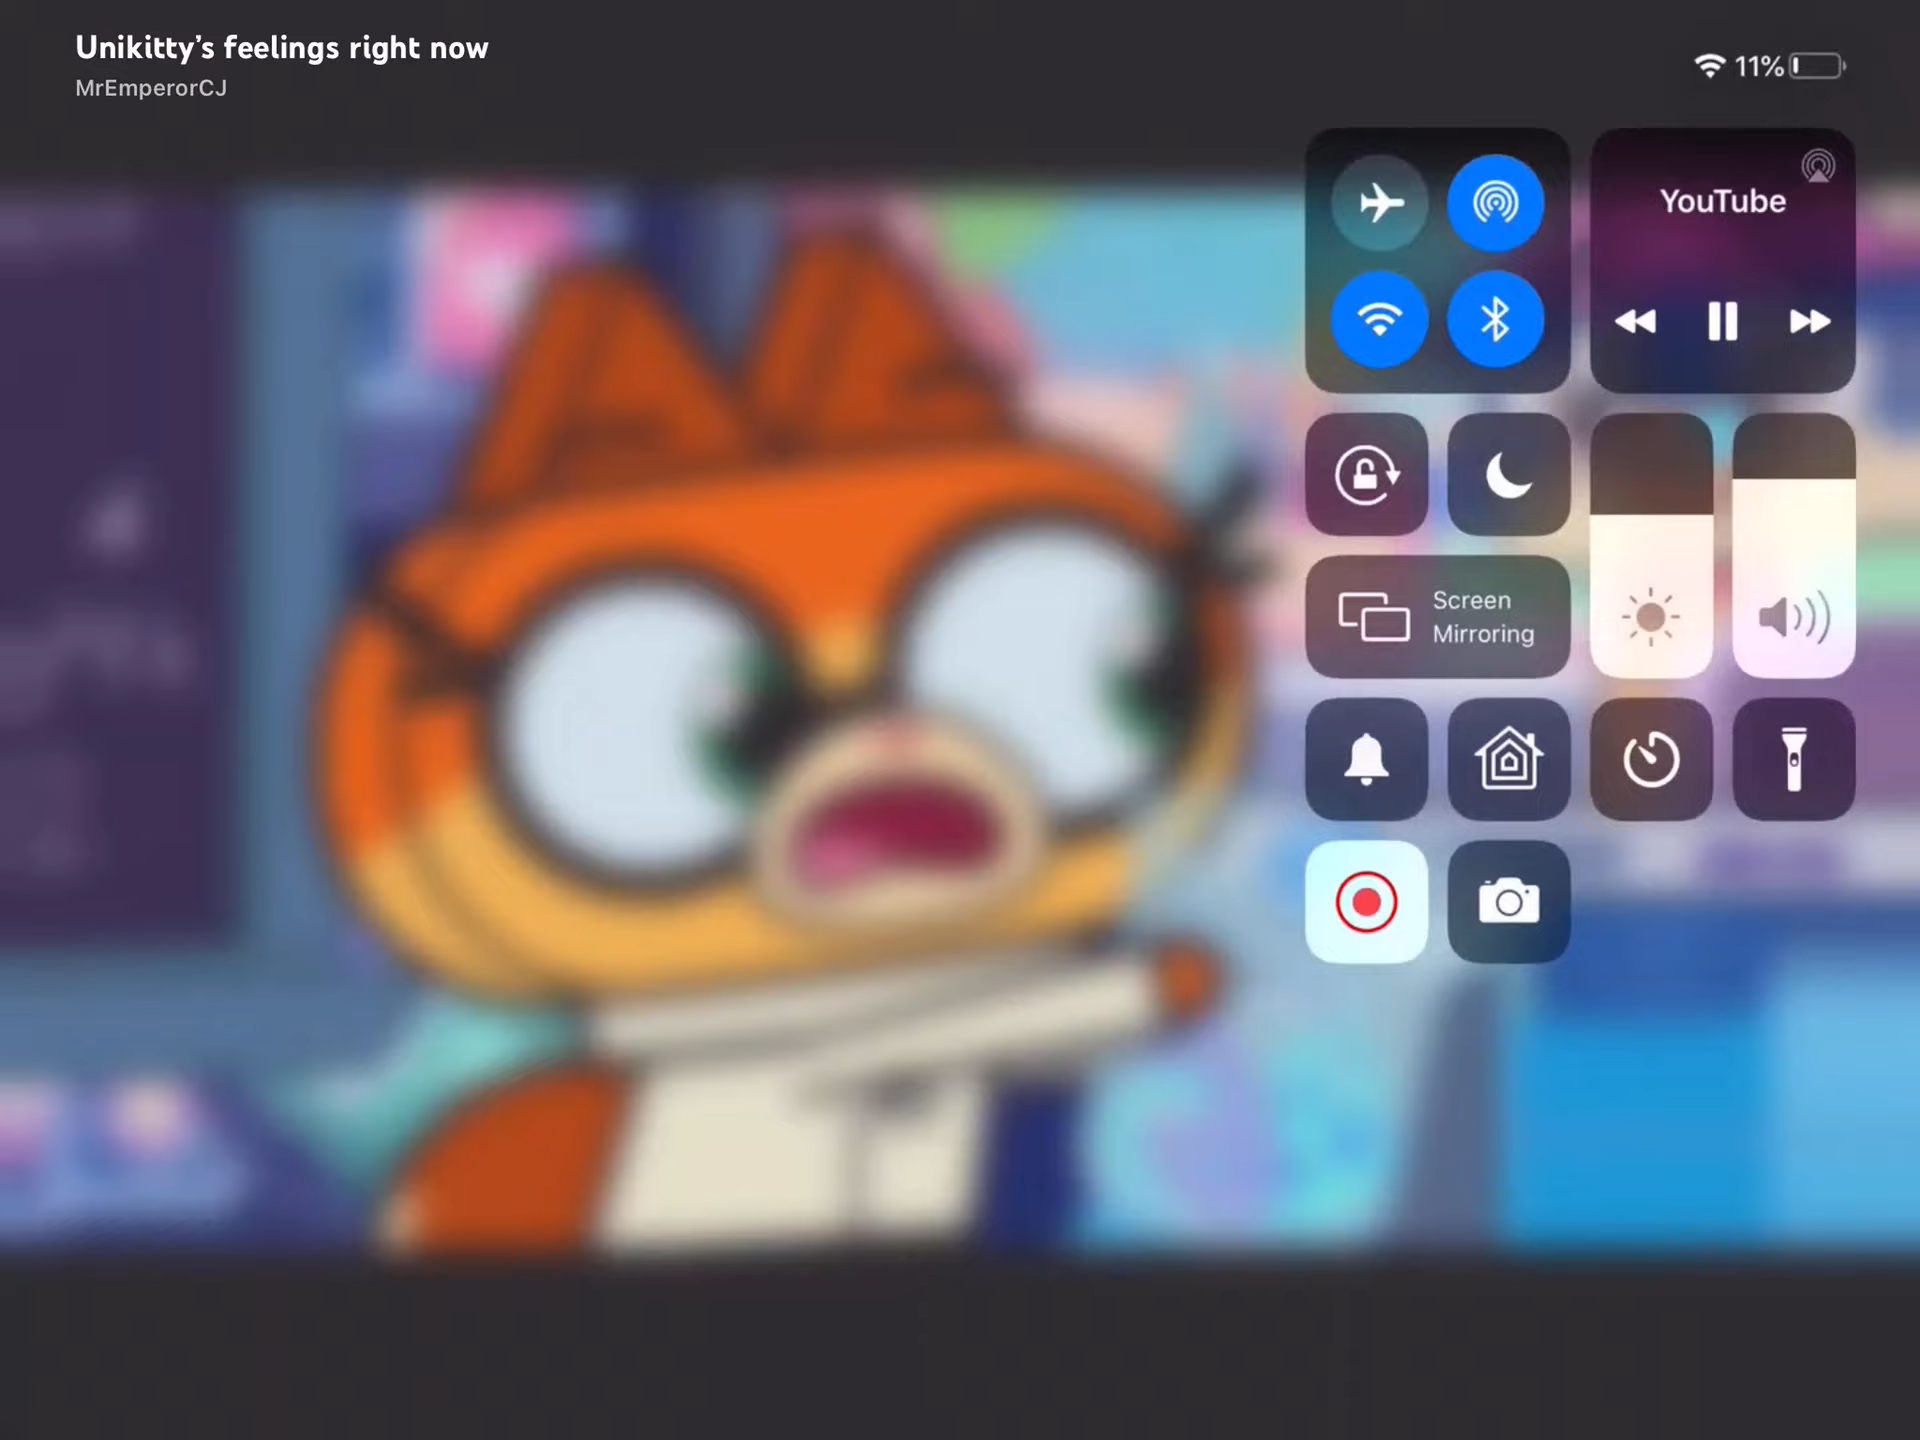 Unikitty’s feelings right now
MrEmperorCJ
11%
YouTube
Screen
Mirroring